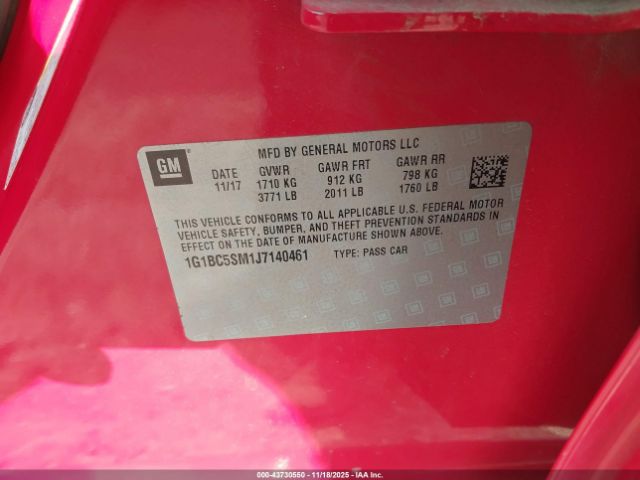 GM
MFD BY GENERAL MOTORS LLC
DATE GVWR GAWR FRT GAWR RR
11/17 1710 KG 912 KG 798 KG
3771 LB 2011 LB 1760 LB
THIS VEHICLE CONFORMS TO ALL APPLICABLE U.S. FEDERAL MOTOR
VEHICLE SAFETY, BUMPER, AND THEFT PREVENTION STANDARDS IN
EFFECT ON THE DATE OF MANUFACTURE SHOWN ABOVE.
1G1BC5SM1J7140461 TYPE: PASS CAR
000-43730550 - 11/18/2025 - IAAI.CA